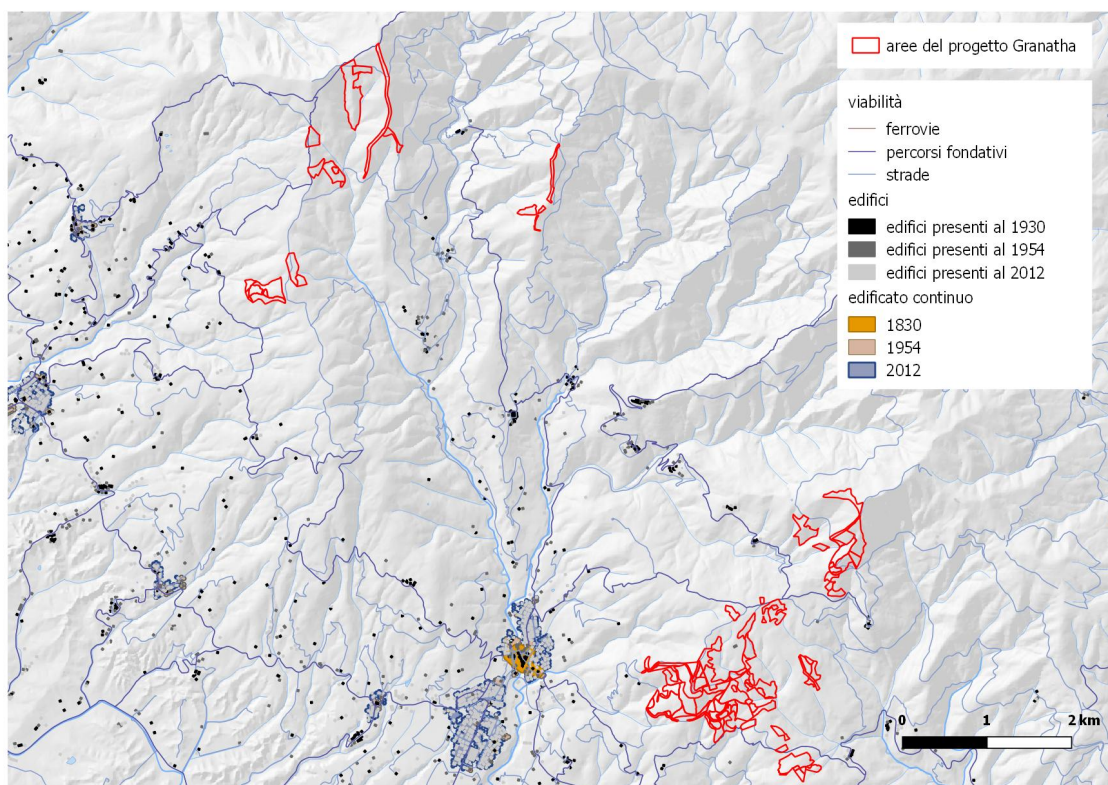 aree del progetto Granatha
viabilità
ferrovie
percorsi fondativi
strade
edifici
edifici presenti al 1930
edifici presenti al 1954
edifici presenti al 2012
edificato continuo
1830
1954
2012
0 1 2 km